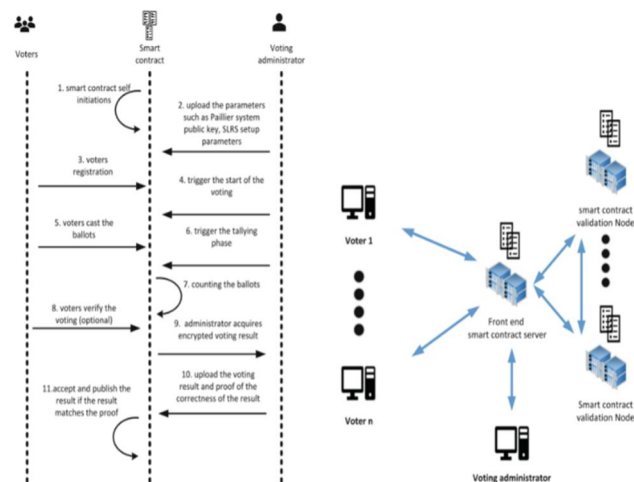 Voters
Smart
contract
Voting
administrator
1. smart contract self
initiations
2. upload the parameters
such as Paillier system
public key, SLRS setup
parameters
3. voters
registration
4. trigger the start of the
voting
5. voters cast the
ballots
6. trigger the tallying
phase
7. counting the ballots
8. voters verify the
voting (optional)
9. administrator acquires
encrypted voting result
10. upload the voting
result and proof of the
correctness of the result
11.accept and publish the
result if the result
matches the proof
Voter 1
Voter n
Front end
smart contract server
Voting administrator
smart contract
validation Node
Smart contract
validation Node